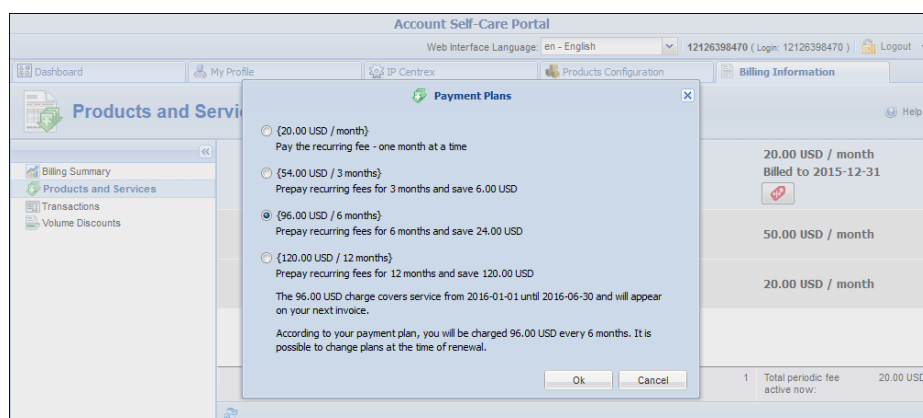 Account Self-Care Portal
Web Interface Language: en - English 12126398470 ( Login: 12126398470 ) Logout
Dashboard My Profile IP Centrex Products Configuration Billing Information
Products and Servi
Help
Payment Plans
{20.00 USD / month}
Pay the recurring fee - one month at a time
{54.00 USD / 3 months}
Prepay recurring fees for 3 months and save 6.00 USD
{96.00 USD / 6 months}
Prepay recurring fees for 6 months and save 24.00 USD
{120.00 USD / 12 months}
Prepay recurring fees for 12 months and save 120.00 USD
The 96.00 USD charge covers service from 2016-01-01 until 2016-06-30 and will appear
on your next invoice.
According to your payment plan, you will be charged 96.00 USD every 6 months. It is
possible to change plans at the time of renewal.
Ok Cancel
Billing Summary
Products and Services
Transactions
Volume Discounts
20.00 USD / month
Billed to 2015-12-31
50.00 USD / month
20.00 USD / month
1 Total periodic fee 20.00 USD
active now: